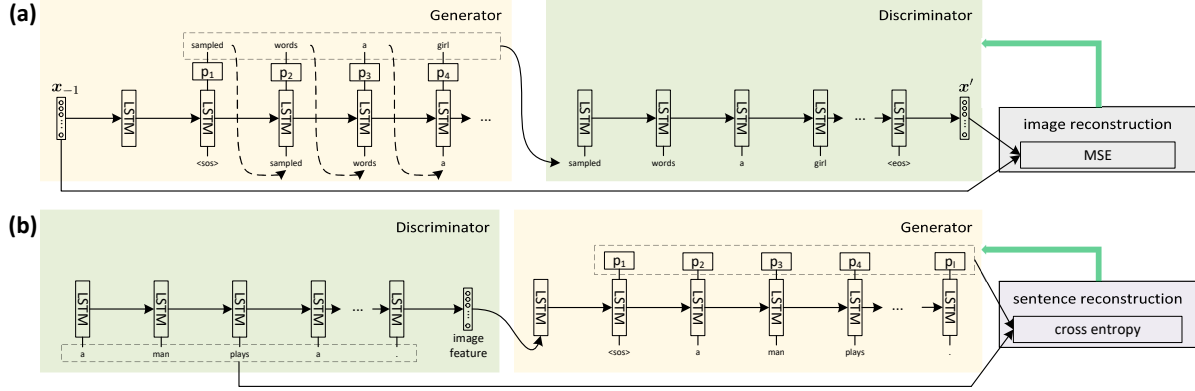 (a)
Generator
Discriminator
sampled words a girl
p1 p2 p3 p4
x−1
x′
LSTM LSTM LSTM LSTM LSTM ...
LSTM LSTM LSTM LSTM ... LSTM
<sos> sampled words a
sampled words a girl <eos>
image reconstruction
MSE
(b)
Discriminator
Generator
p1 p2 p3 p4 pl
LSTM LSTM LSTM LSTM ... LSTM
LSTM LSTM LSTM LSTM LSTM ... LSTM
a man plays a .
image
feature
<sos> a man plays .
sentence reconstruction
cross entropy